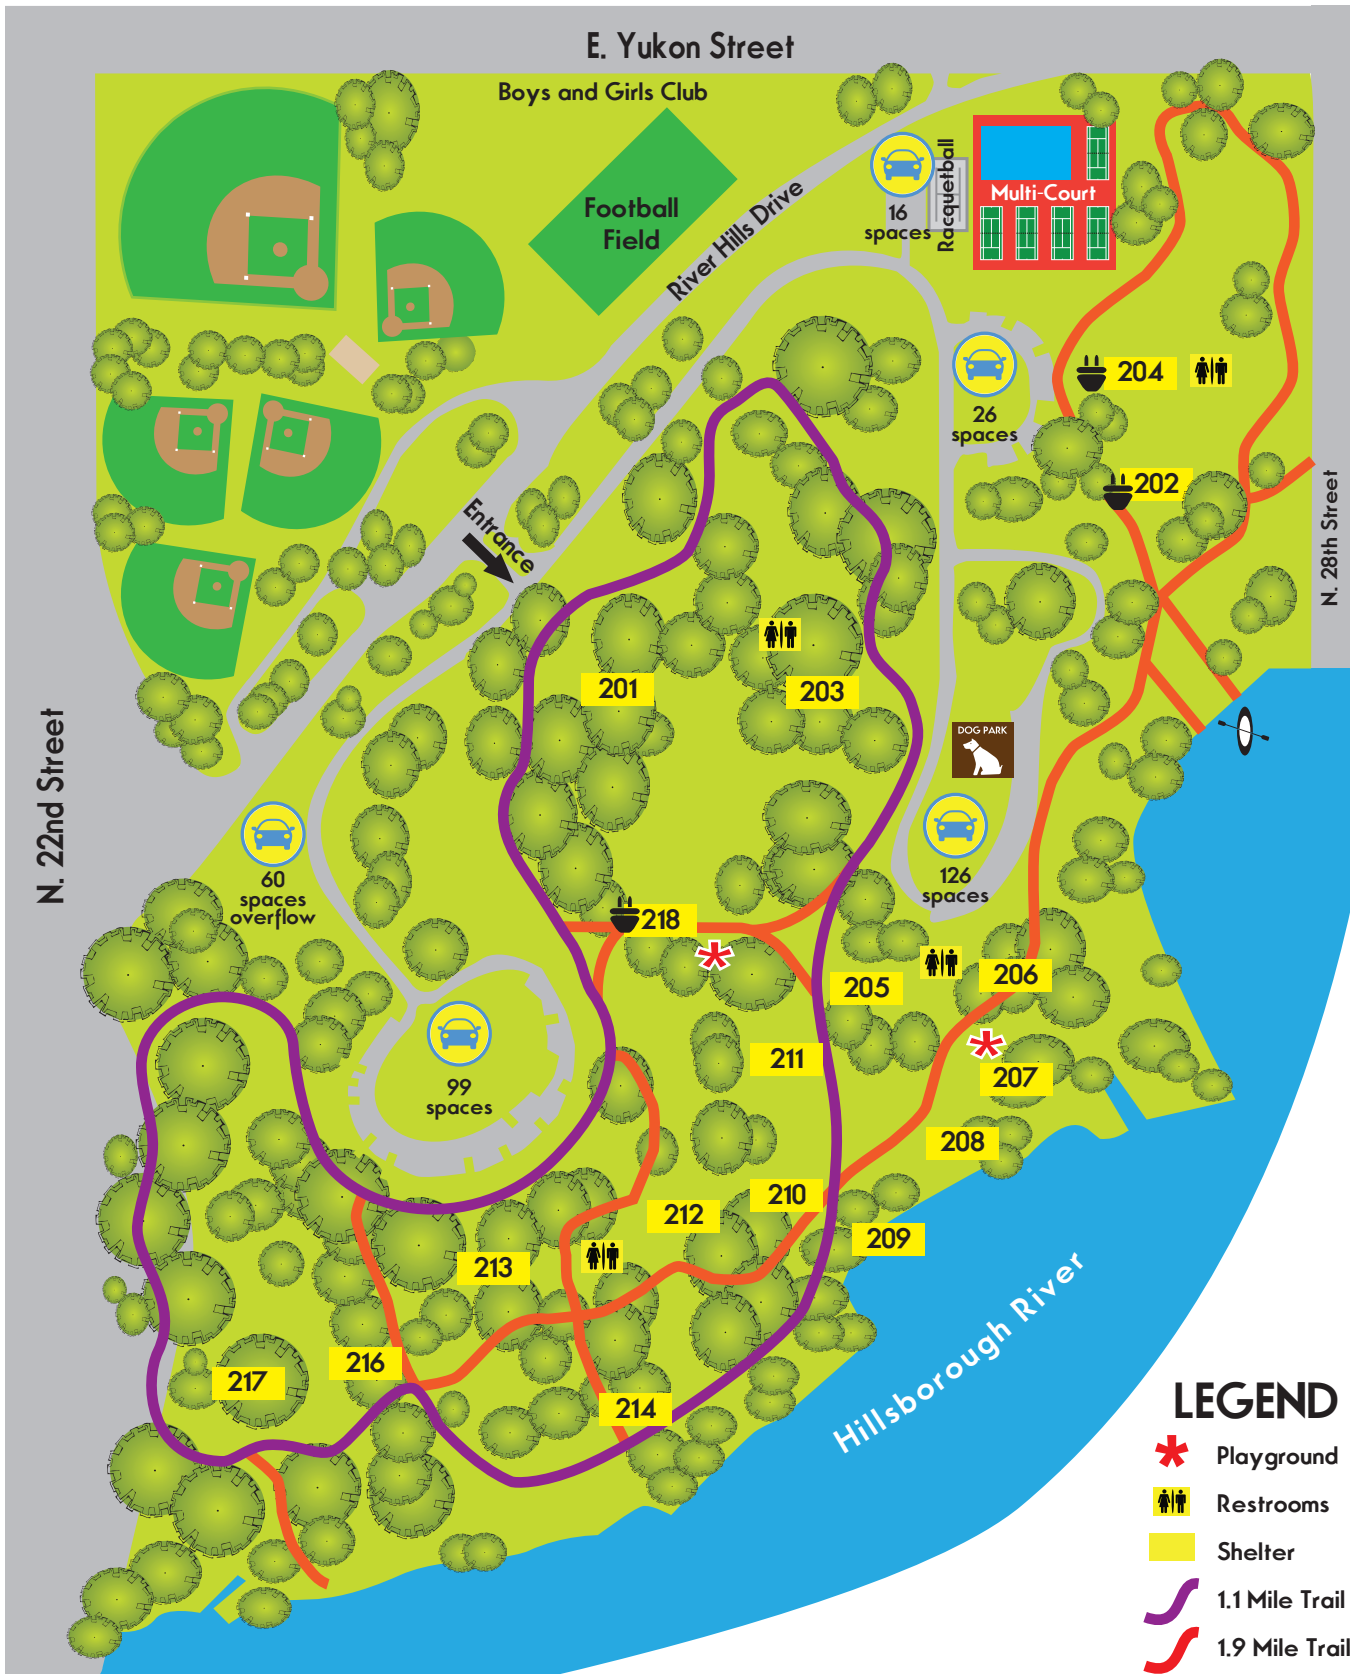 E. Yukon Street
Boys and Girls Club
Football
Field
River Hills Drive
16
spaces
Racquetball
Multi-Court
204
26
spaces
202
N. 28th Street
Entrance
201
203
N. 22nd Street
DOG PARK
60
spaces
overflow
126
spaces
218
205
206
99
spaces
211
207
208
210
212
209
213
216
217
214
Hillsborough River
LEGEND
Playground
Restrooms
Shelter
1.1 Mile Trail
1.9 Mile Trail